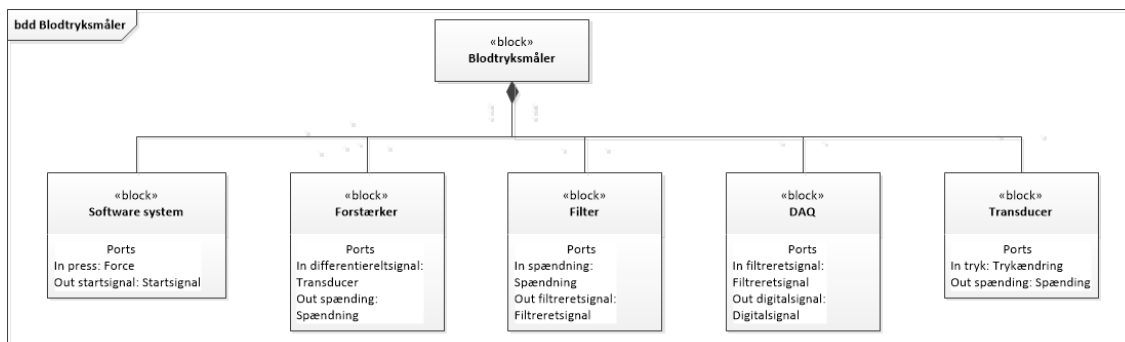 bdd Blodtryksmåler
«block»
Blodtryksmåler
«block»
Software system
Ports
In press: Force
Out startsignal: Startsignal
«block»
Forstærker
Ports
In differentiereltsignal:
Transducer
Out spænding:
Spændning
«block»
Filter
Ports
In spændning:
Spændning
Out filtreretsignal:
Filtreretsignal
«block»
DAQ
Ports
In filtreretsignal:
Filtreretsignal
Out digitalsignal:
Digitalsignal
«block»
Transducer
Ports
In tryk: Trykændring
Out spænding: Spænding